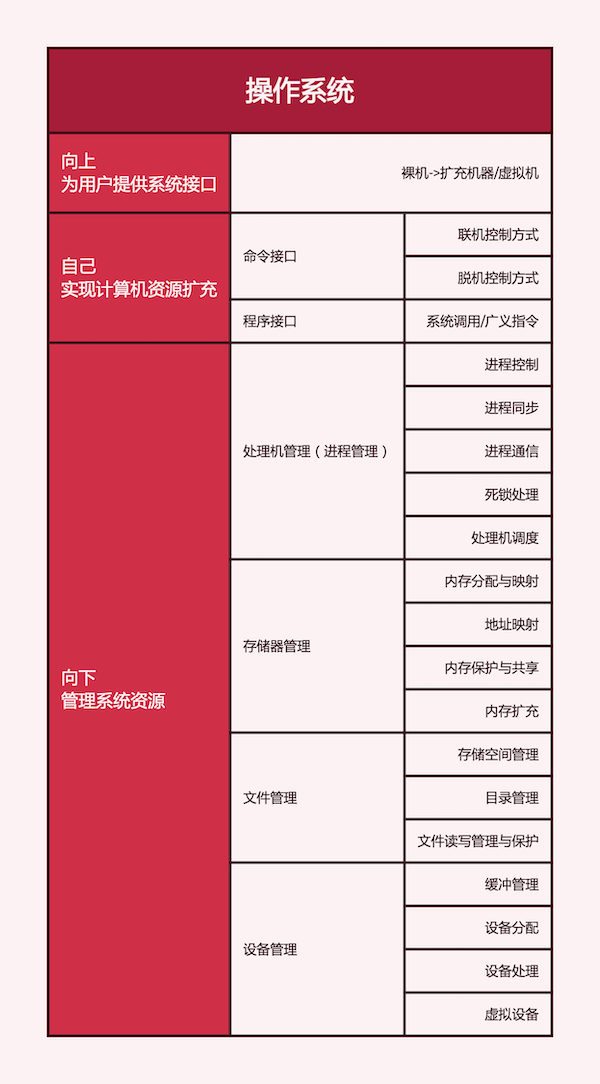 操作系统
向上
为用户提供系统接口
裸机->扩充机器/虚拟机
自己
实现计算机资源扩充
命令接口
联机控制方式
脱机控制方式
程序接口
系统调用/广义指令
向下
管理系统资源
处理机管理（进程管理）
进程控制
进程同步
进程通信
死锁处理
处理机调度
存储器管理
内存分配与映射
地址映射
内存保护与共享
内存扩充
文件管理
存储空间管理
目录管理
文件读写管理与保护
设备管理
缓冲管理
设备分配
设备处理
虚拟设备